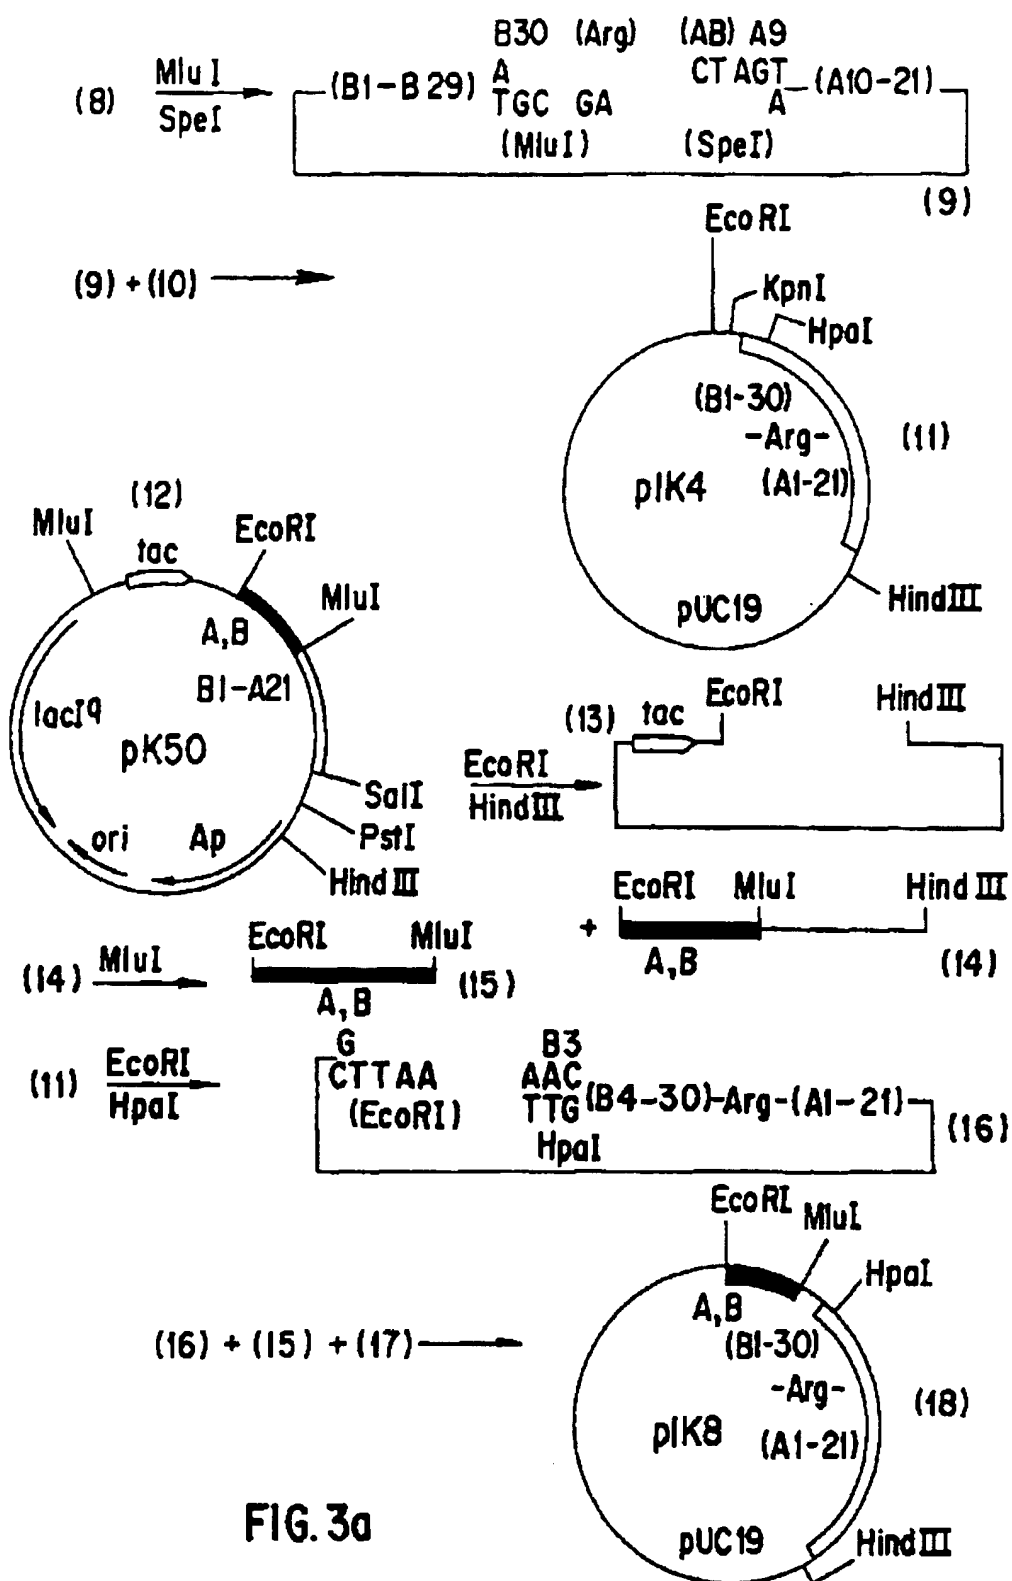 B30 (Arg) (AB) A9
(8) MluI
SpeI
(B1-B29) A
TGC GA CTAGT
A (A10-21)
(MluI) (SpeI)
(9)
(9) + (10)
EcoRI
KpnI
HpaI
(B1-30)
-Arg-
(A1-21)
(11)
pIK4
pUC19
HindIII
(12)
MluI
tac
EcoRI
MluI
A,B
B1-A21
lacIq
pK50
SalI
PstI
ori
Ap
HindIII
EcoRI
HindIII
(13)
tac
EcoRI
HindIII
+
EcoRI MluI HindIII
A,B
(14)
(14) MluI
EcoRI MluI
A,B
(15)
(11) EcoRI
HpaI
G
CTTAA
(EcoRI)
B3
AAC
TTG (B4-30)-Arg-(A1-21)
HpaI
(16)
(16) + (15) + (17)
EcoRI
MluI
HpaI
A,B
(B1-30)
-Arg-
(A1-21)
(18)
pIK8
pUC19
HindIII
FIG. 3a